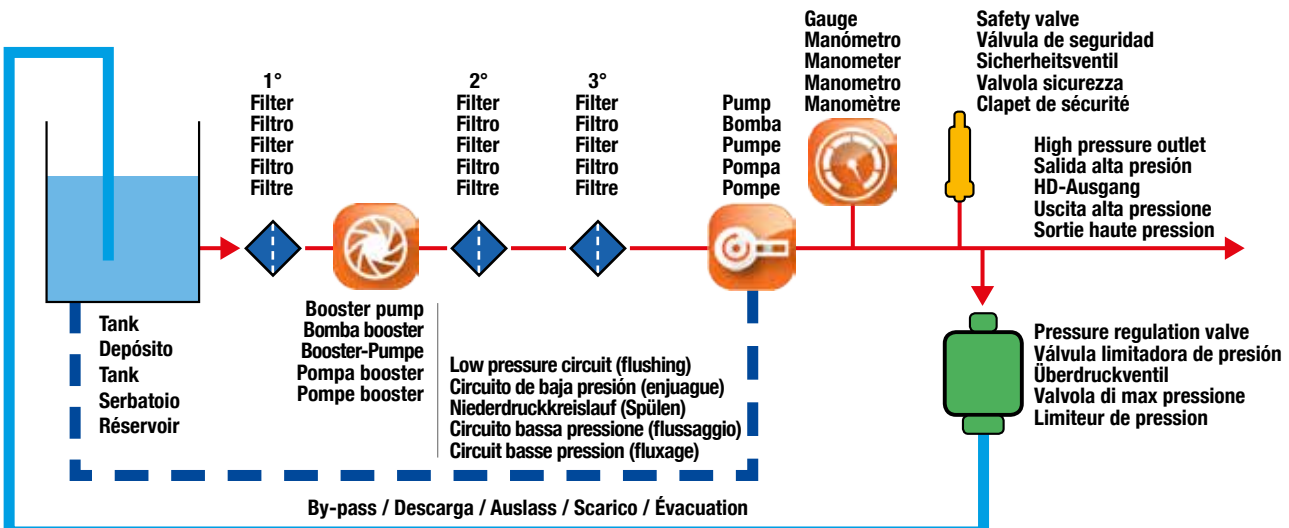 Gauge
Manómetro
Manometer
Manometro
Manomètre
Safety valve
Válvula de seguridad
Sicherheitsventil
Valvola sicurezza
Clapet de sécurité
1°
Filter
Filtro
Filter
Filtro
Filtre
2°
Filter
Filtro
Filter
Filtro
Filtre
3°
Filter
Filtro
Filter
Filtro
Filtre
Pump
Bomba
Pumpe
Pompa
Pompe
High pressure outlet
Salida alta presión
HD-Ausgang
Uscita alta pressione
Sortie haute pression
Tank
Depósito
Tank
Serbatoio
Réservoir
Booster pump
Bomba booster
Booster-Pumpe
Pompa booster
Pompe booster
Low pressure circuit (flushing)
Circuito de baja presión (enjuague)
Niederdruckkreislauf (Spülen)
Circuito bassa pressione (flussaggio)
Circuit basse pression (fluxage)
Pressure regulation valve
Válvula limitadora de presión
Überdruckventil
Valvola di max pressione
Limiteur de pression
By-pass / Descarga / Auslass / Scarico / Évacuation